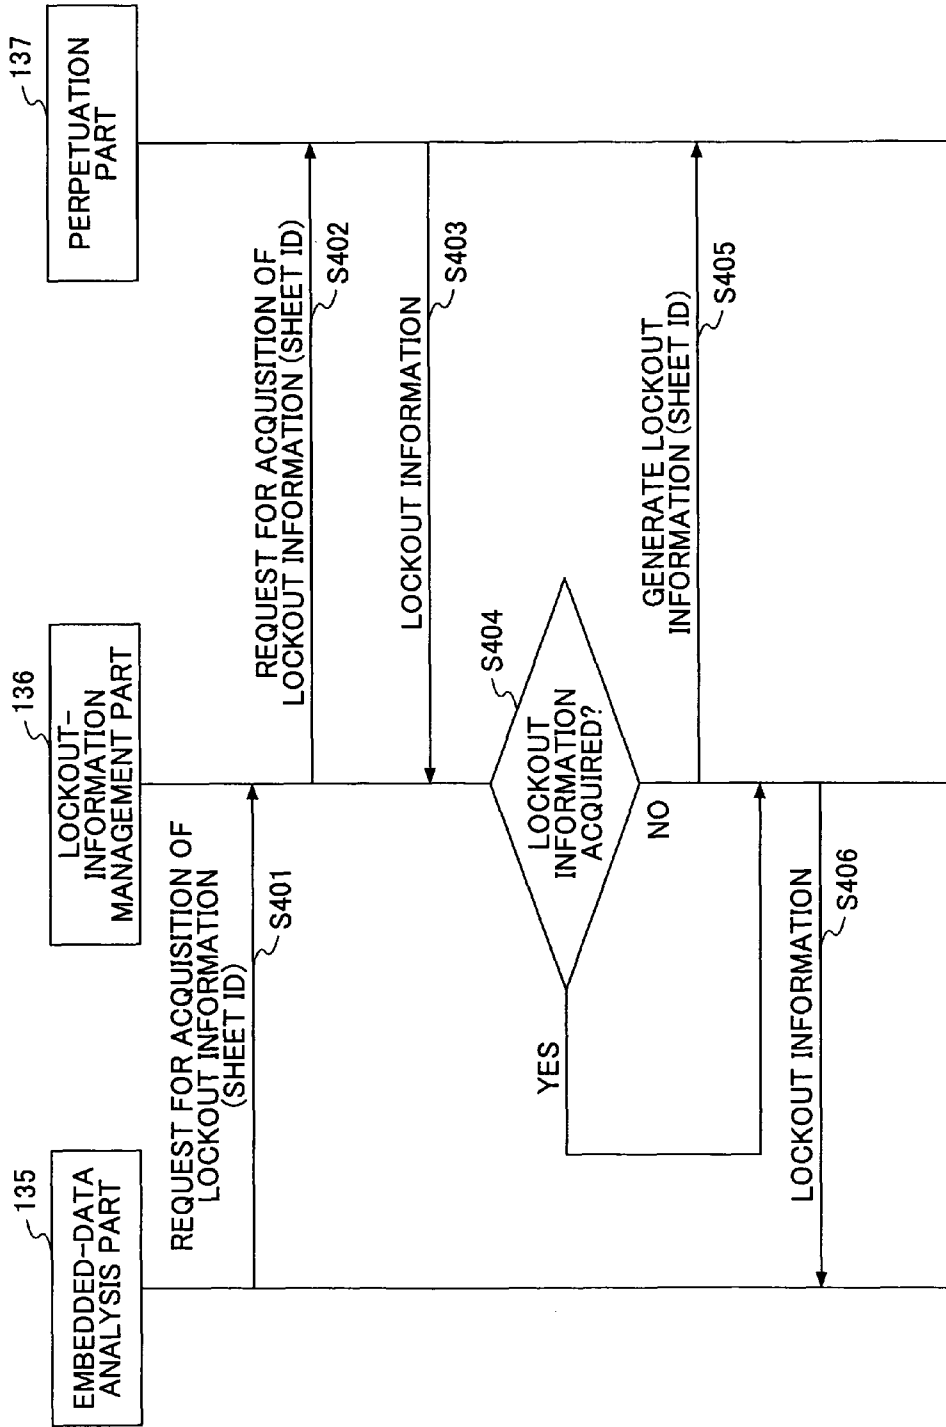 135
EMBEDDED-DATA
ANALYSIS PART
136
LOCKOUT-
INFORMATION
MANAGEMENT PART
137
PERPETUATION
PART
REQUEST FOR ACQUISITION OF
LOCKOUT INFORMATION
(SHEET ID)
S401
REQUEST FOR ACQUISITION OF
LOCKOUT INFORMATION (SHEET ID)
S402
LOCKOUT INFORMATION
S403
S404
LOCKOUT
INFORMATION
ACQUIRED?
YES
NO
GENERATE LOCKOUT
INFORMATION (SHEET ID)
S405
LOCKOUT INFORMATION
S406